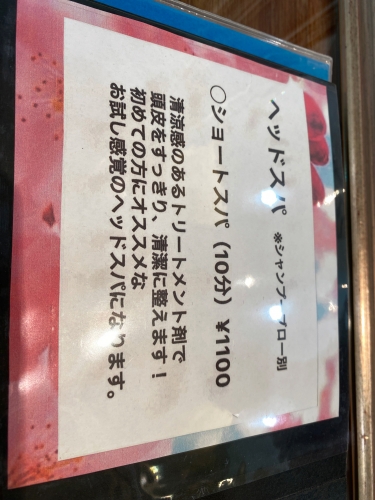 ヘッドスパ ※シャンプーブロー別
○ショートスパ（10分）￥1100
清涼感のあるトリートメント剤で
頭皮をすっきり、清潔に整えます！
初めての方にオススメな
お試し感覚のヘッドスパになります。